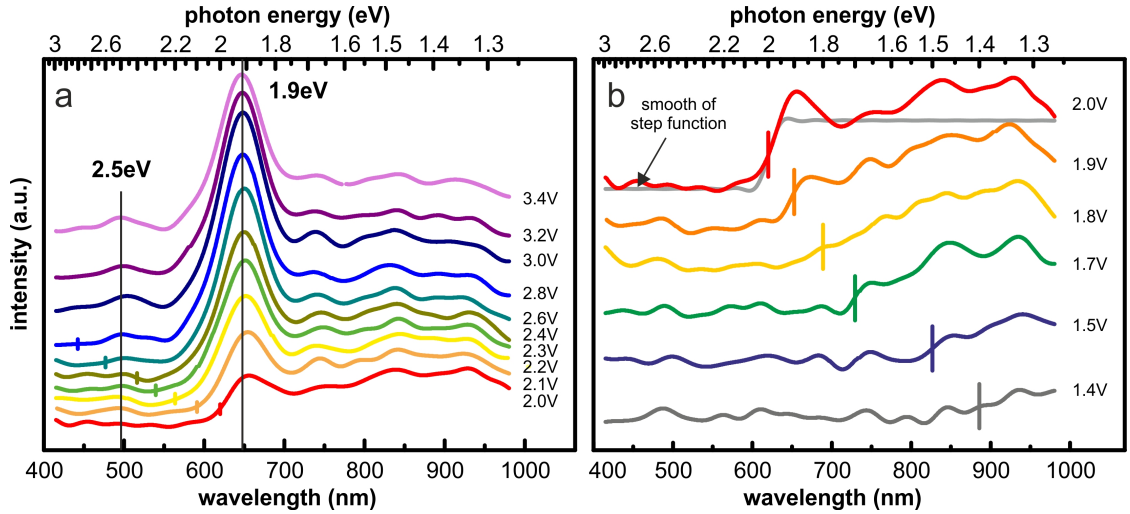 photon energy (eV)
3 2.6 2.2 2 1.8 1.6 1.5 1.4 1.3
a
1.9eV
2.5eV
3.4V
3.2V
3.0V
2.8V
2.6V
2.4V
2.3V
2.2V
2.1V
2.0V
intensity (a.u.)
400 500 600 700 800 900 1000
wavelength (nm)
photon energy (eV)
3 2.6 2.2 2 1.8 1.6 1.5 1.4 1.3
b
smooth of
step function
2.0V
1.9V
1.8V
1.7V
1.5V
1.4V
400 500 600 700 800 900 1000
wavelength (nm)